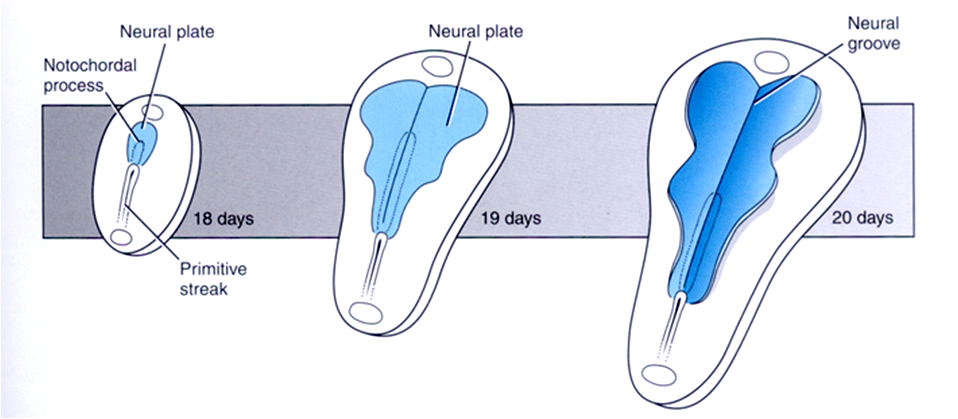 Neural plate
Notochordal
process
18 days
Primitive
streak
Neural plate
19 days
Neural
groove
20 days